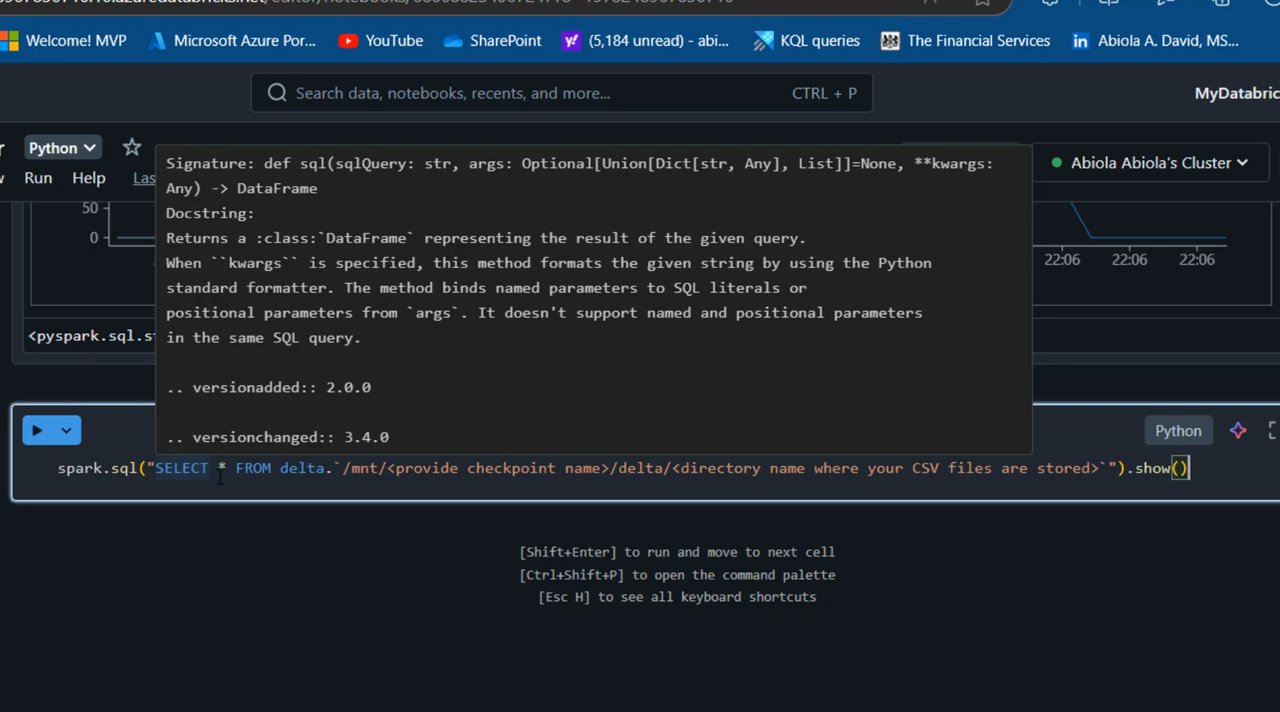 Welcome! MVP
Microsoft Azure Por...
YouTube
SharePoint
(5,184 unread) - abi...
KQL queries
The Financial Services
in Abiola A. David, MS...
Search data, notebooks, recents, and more...
CTRL + P
MyDatabric
r
Python
Run
Help
Las
Abiola Abiola's Cluster
Signature: def sql(sqlQuery: str, args: Optional[Union[Dict[str, Any], List]]=None, **kwargs:
Any) -> DataFrame
Docstring:
Returns a :class:`DataFrame` representing the result of the given query.
When ``kwargs`` is specified, this method formats the given string by using the Python
standard formatter. The method binds named parameters to SQL literals or
positional parameters from `args`. It doesn't support named and positional parameters
in the same SQL query.
.. versionadded:: 2.0.0
.. versionchanged:: 3.4.0
50
0
22:06
22:06
22:06
<pyspark.sql.st
Python
spark.sql("SELECT * FROM delta.`/mnt/<provide checkpoint name>/delta/<directory name where your CSV files are stored>`").show()
[Shift+Enter] to run and move to next cell
[Ctrl+Shift+P] to open the command palette
[Esc H] to see all keyboard shortcuts